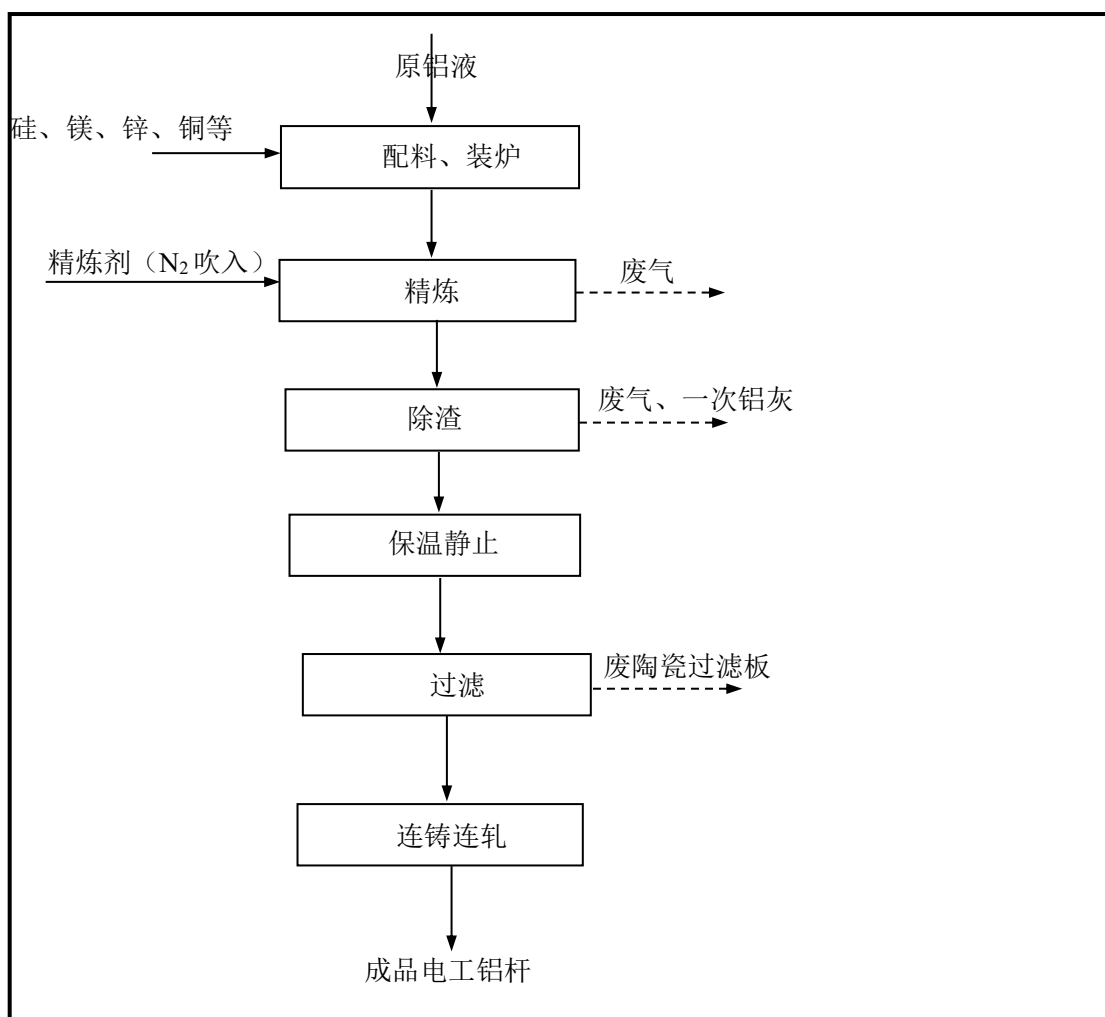 原铝液
硅、镁、锌、铜等
配料、装炉
精炼剂（N₂吹入）
精炼
废气
除渣
废气、一次铝灰
保温静止
过滤
废陶瓷过滤板
连铸连轧
成品电工铝杆